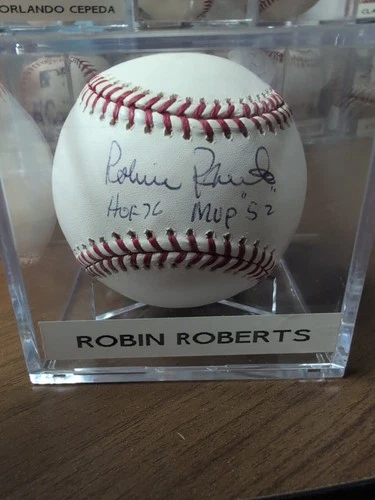 ORLANDO CEPEDA
Robin Roberts
HOF 76 MVP "52
ROBIN ROBERTS